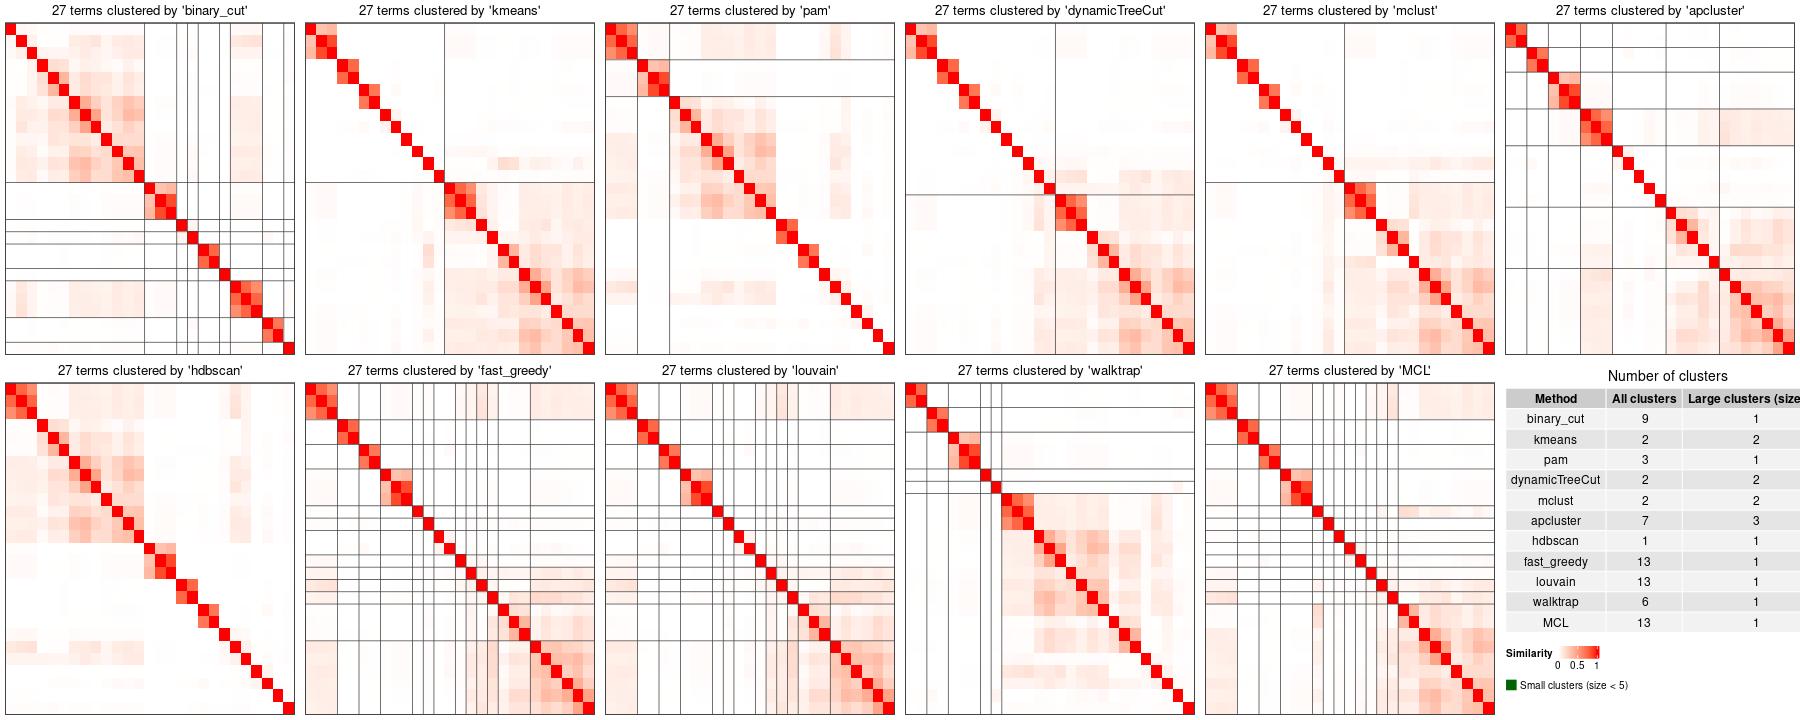 27 terms clustered by 'binary_cut'
27 terms clustered by 'kmeans'
27 terms clustered by 'pam'
27 terms clustered by 'dynamicTreeCut'
27 terms clustered by 'mclust'
27 terms clustered by 'apcluster'
27 terms clustered by 'hdbscan'
27 terms clustered by 'fast_greedy'
27 terms clustered by 'louvain'
27 terms clustered by 'walktrap'
27 terms clustered by 'MCL'
Number of clusters
Method All clusters Large clusters (size
binary_cut 9 1
kmeans 2 2
pam 3 1
dynamicTreeCut 2 2
mclust 2 2
apcluster 7 3
hdbscan 1 1
fast_greedy 13 1
louvain 13 1
walktrap 6 1
MCL 13 1
Similarity
0 0.5 1
Small clusters (size < 5)